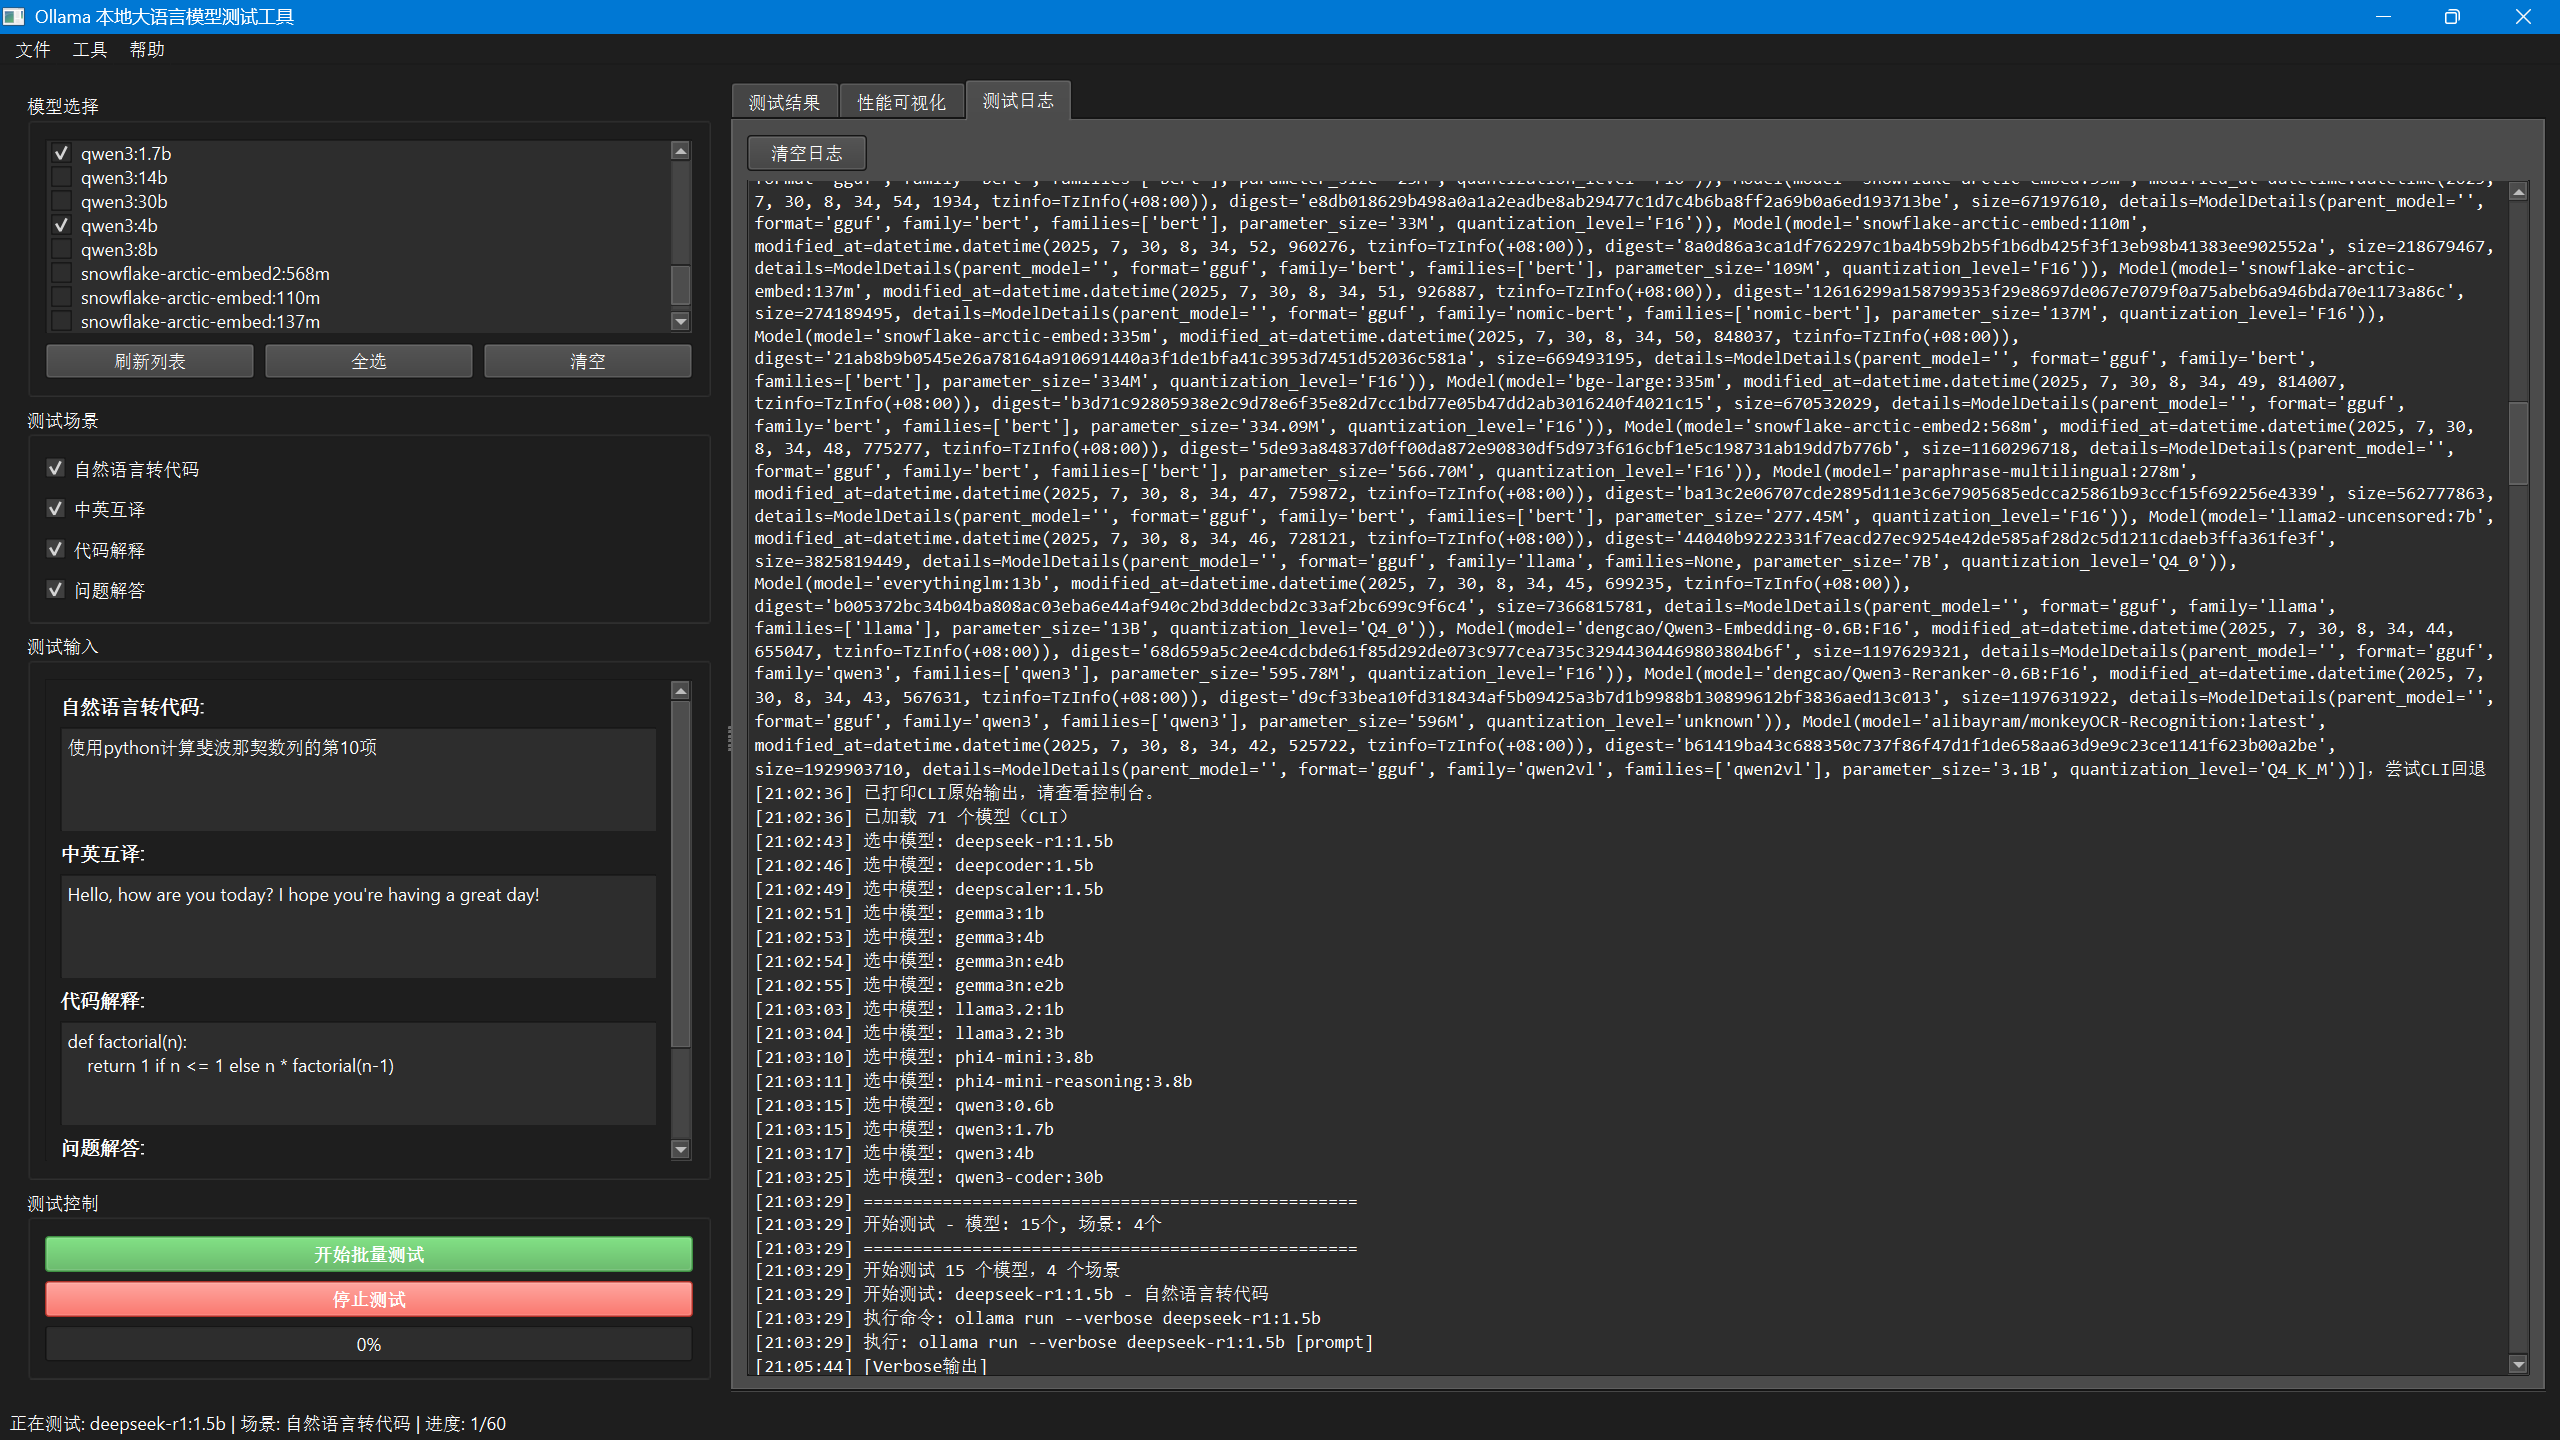 Ollama 本地大语言模型测试工具
文件 工具 帮助
模型选择
qwen3:1.7b
qwen3:14b
qwen3:30b
qwen3:4b
qwen3:8b
snowflake-arctic-embed2:568m
snowflake-arctic-embed:110m
snowflake-arctic-embed:137m
刷新列表 全选 清空
测试场景
自然语言转代码
中英互译
代码解释
问题解答
测试输入
自然语言转代码:
使用python计算斐波那契数列的第10项
中英互译:
Hello, how are you today? I hope you're having a great day!
代码解释:
def factorial(n):
return 1 if n <= 1 else n * factorial(n-1)
问题解答:
测试控制
开始批量测试
停止测试
0%
测试结果 性能可视化 测试日志
清空日志
7, 30, 8, 34, 54, 1934, tzinfo=TzInfo(+08:00)), digest='e8db018629b498a0a1a2eadbe8ab29477c1d7c4b6ba8ff2a69b0a6ed193713be', size=67197610, details=ModelDetails(parent_model='',
format='gguf', family='bert', families=['bert'], parameter_size='33M', quantization_level='F16')), Model(model='snowflake-arctic-embed:110m',
modified_at=datetime.datetime(2025, 7, 30, 8, 34, 52, 960276, tzinfo=TzInfo(+08:00)), digest='8a0d86a3ca1df762297c1ba4b59b2b5f1b6db425f3f13eb98b41383ee902552a', size=218679467,
details=ModelDetails(parent_model='', format='gguf', family='bert', families=['bert'], parameter_size='109M', quantization_level='F16')), Model(model='snowflake-arctic-
embed:137m', modified_at=datetime.datetime(2025, 7, 30, 8, 34, 51, 926887, tzinfo=TzInfo(+08:00)), digest='12616299a158799353f29e8697de067e7079f0a75abeb6a946bda70e1173a86c',
size=274189495, details=ModelDetails(parent_model='', format='gguf', family='nomic-bert', families=['nomic-bert'], parameter_size='137M', quantization_level='F16')),
Model(model='snowflake-arctic-embed:335m', modified_at=datetime.datetime(2025, 7, 30, 8, 34, 50, 848037, tzinfo=TzInfo(+08:00)),
digest='21ab8b9b0545e26a78164a910691440a3f1de1bfa41c3953d7451d52036c581a', size=669493195, details=ModelDetails(parent_model='', format='gguf', family='bert',
families=['bert'], parameter_size='334M', quantization_level='F16')), Model(model='bge-large:335m', modified_at=datetime.datetime(2025, 7, 30, 8, 34, 49, 814007,
tzinfo=TzInfo(+08:00)), digest='b3d71c92805938e2c9d78e6f35e82d7cc1bd77e05b47dd2ab3016240f4021c15', size=670532029, details=ModelDetails(parent_model='', format='gguf',
family='bert', families=['bert'], parameter_size='334.09M', quantization_level='F16')), Model(model='snowflake-arctic-embed2:568m', modified_at=datetime.datetime(2025, 7, 30,
8, 34, 48, 775277, tzinfo=TzInfo(+08:00)), digest='5de93a84837d0ff00da872e90830df5d973f616cbf1e5c198731ab19dd7b776b', size=1160296718, details=ModelDetails(parent_model='',
format='gguf', family='bert', families=['bert'], parameter_size='566.70M', quantization_level='F16')), Model(model='paraphrase-multilingual:278m',
modified_at=datetime.datetime(2025, 7, 30, 8, 34, 47, 759872, tzinfo=TzInfo(+08:00)), digest='ba13c2e06707cde2895d11e3c6e7905685edcca25861b93ccf15f692256e4339', size=562777863,
details=ModelDetails(parent_model='', format='gguf', family='bert', families=['bert'], parameter_size='277.45M', quantization_level='F16')), Model(model='llama2-uncensored:7b',
modified_at=datetime.datetime(2025, 7, 30, 8, 34, 46, 728121, tzinfo=TzInfo(+08:00)), digest='44040b9222331f7eacd27ec9254e42de585af28d2c5d1211cdaeb3ffa361fe3f',
size=3825819449, details=ModelDetails(parent_model='', format='gguf', family='llama', families=None, parameter_size='7B', quantization_level='Q4_0')),
Model(model='everythinglm:13b', modified_at=datetime.datetime(2025, 7, 30, 8, 34, 45, 699235, tzinfo=TzInfo(+08:00)),
digest='b005372bc34b04ba808ac03eba6e44af940c2bd3ddecbd2c33af2bc699c9f6c4', size=7366815781, details=ModelDetails(parent_model='', format='gguf', family='llama',
families=['llama'], parameter_size='13B', quantization_level='Q4_0')), Model(model='dengcao/Qwen3-Embedding-0.6B:F16', modified_at=datetime.datetime(2025, 7, 30, 8, 34, 44,
655047, tzinfo=TzInfo(+08:00)), digest='68d659a5c2ee4cdcbde61f85d292de073c977cea735c32944304469803804b6f', size=1197629321, details=ModelDetails(parent_model='', format='gguf',
family='qwen3', families=['qwen3'], parameter_size='595.78M', quantization_level='F16')), Model(model='dengcao/Qwen3-Reranker-0.6B:F16', modified_at=datetime.datetime(2025, 7,
30, 8, 34, 43, 567631, tzinfo=TzInfo(+08:00)), digest='d9cf33bea10fd318434af5b09425a3b7d1b9988b130899612bf3836aed13c013', size=1197631922, details=ModelDetails(parent_model='',
format='gguf', family='qwen3', families=['qwen3'], parameter_size='596M', quantization_level='unknown')), Model(model='alibayram/monkeyOCR-Recognition:latest',
modified_at=datetime.datetime(2025, 7, 30, 8, 34, 42, 525722, tzinfo=TzInfo(+08:00)), digest='b61419ba43c688350c737f86f47d1f1de658aa63d9e9c23ce1141f623b00a2be',
size=1929903710, details=ModelDetails(parent_model='', format='gguf', family='qwen2vl', families=['qwen2vl'], parameter_size='3.1B', quantization_level='Q4_K_M'))]，尝试CLI回退
[21:02:36] 已打印CLI原始输出，请查看控制台。
[21:02:36] 已加载 71 个模型（CLI）
[21:02:43] 选中模型: deepseek-r1:1.5b
[21:02:46] 选中模型: deepcoder:1.5b
[21:02:49] 选中模型: deepscaler:1.5b
[21:02:51] 选中模型: gemma3:1b
[21:02:53] 选中模型: gemma3:4b
[21:02:54] 选中模型: gemma3n:e4b
[21:02:55] 选中模型: gemma3n:e2b
[21:03:03] 选中模型: llama3.2:1b
[21:03:04] 选中模型: llama3.2:3b
[21:03:10] 选中模型: phi4-mini:3.8b
[21:03:11] 选中模型: phi4-mini-reasoning:3.8b
[21:03:15] 选中模型: qwen3:0.6b
[21:03:15] 选中模型: qwen3:1.7b
[21:03:17] 选中模型: qwen3:4b
[21:03:25] 选中模型: qwen3-coder:30b
[21:03:29] ==================================================
[21:03:29] 开始测试 - 模型: 15个, 场景: 4个
[21:03:29] ==================================================
[21:03:29] 开始测试 15 个模型，4 个场景
[21:03:29] 开始测试: deepseek-r1:1.5b - 自然语言转代码
[21:03:29] 执行命令: ollama run --verbose deepseek-r1:1.5b
[21:03:29] 执行: ollama run --verbose deepseek-r1:1.5b [prompt]
[21:05:44] [Verbose输出]
正在测试: deepseek-r1:1.5b | 场景: 自然语言转代码 | 进度: 1/60